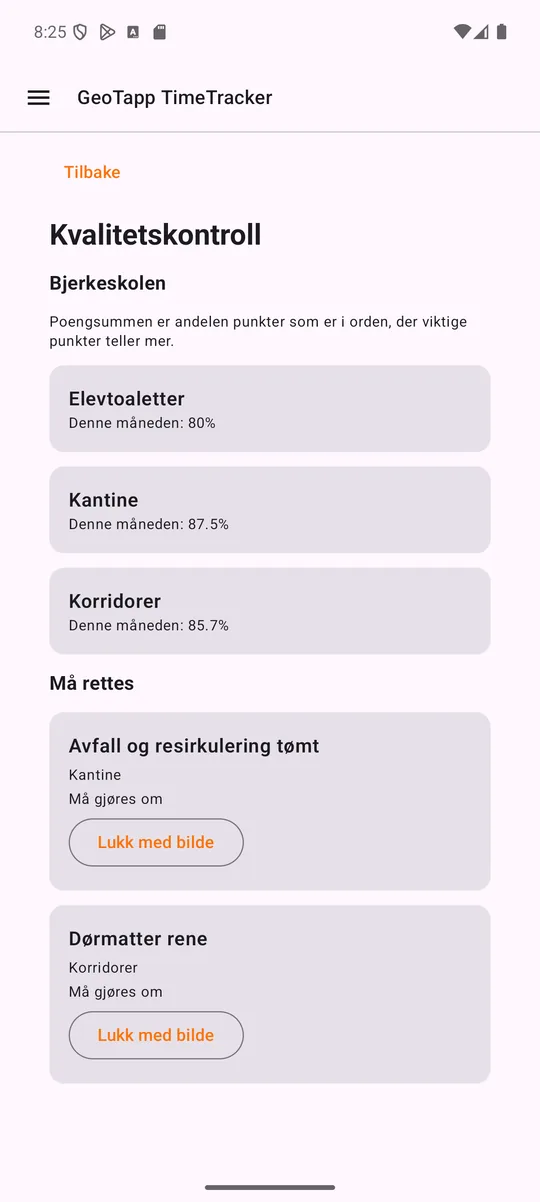 8:25
GeoTapp TimeTracker
Tilbake
Kvalitetskontroll
Bjerkeskolen
Poengsummen er andelen punkter som er i orden, der viktige
punkter teller mer.
Elevtoaletter
Denne måneden: 80%
Kantine
Denne måneden: 87.5%
Korridorer
Denne måneden: 85.7%
Må rettes
Avfall og resirkulering tømt
Kantine
Må gjøres om
Lukk med bilde
Dørmatter rene
Korridorer
Må gjøres om
Lukk med bilde